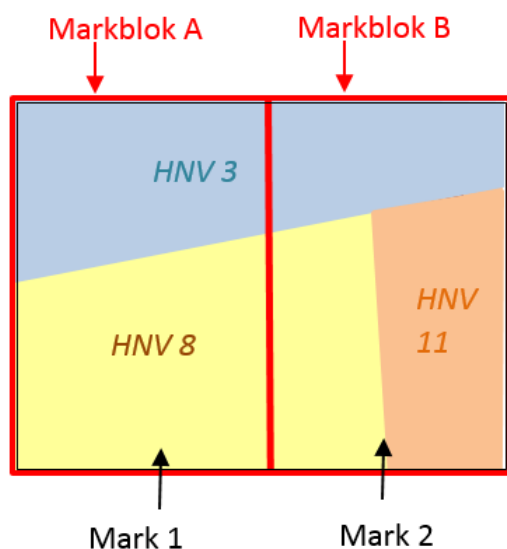 Markblok A
Markblok B
HNV 3
HNV 8
HNV
11
Mark 1
Mark 2